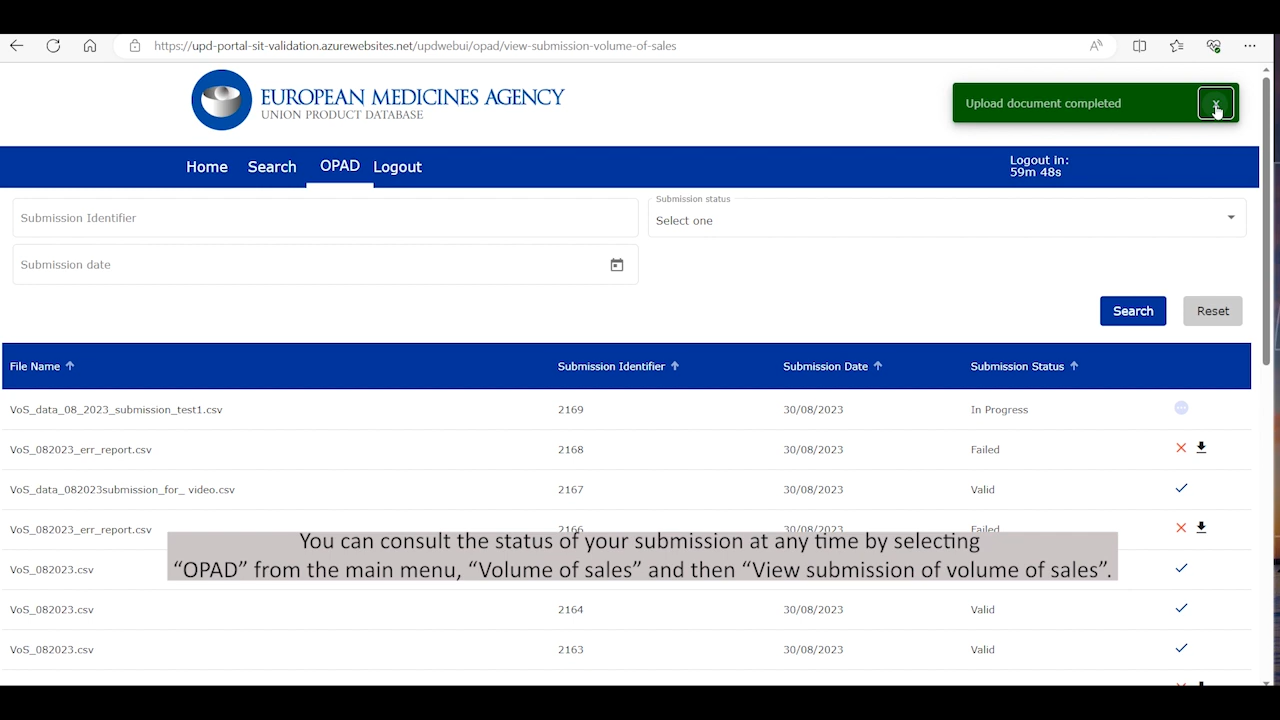 https://upd-portal-sit-validation.azurewebsites.net/updwebui/opad/view-submission-volume-of-sales
EUROPEAN MEDICINES AGENCY
UNION PRODUCT DATABASE
Upload document completed
x
Home Search OPAD Logout
Logout in:
59m 48s
Submission Identifier
Submission status
Select one
Submission date
Search Reset
File Name Submission Identifier Submission Date Submission Status
VoS_data_08_2023_submission_test1.csv 2169 30/08/2023 In Progress
VoS_082023_err_report.csv 2168 30/08/2023 Failed
VoS_data_082023submission_for_ video.csv 2167 30/08/2023 Valid
VoS_082023_err_report.csv 2166 30/08/2023 Failed
You can consult the status of your submission at any time by selecting
“OPAD” from the main menu, “Volume of sales” and then “View submission of volume of sales”.
VoS_082023.csv
VoS_082023.csv 2164 30/08/2023 Valid
VoS_082023.csv 2163 30/08/2023 Valid